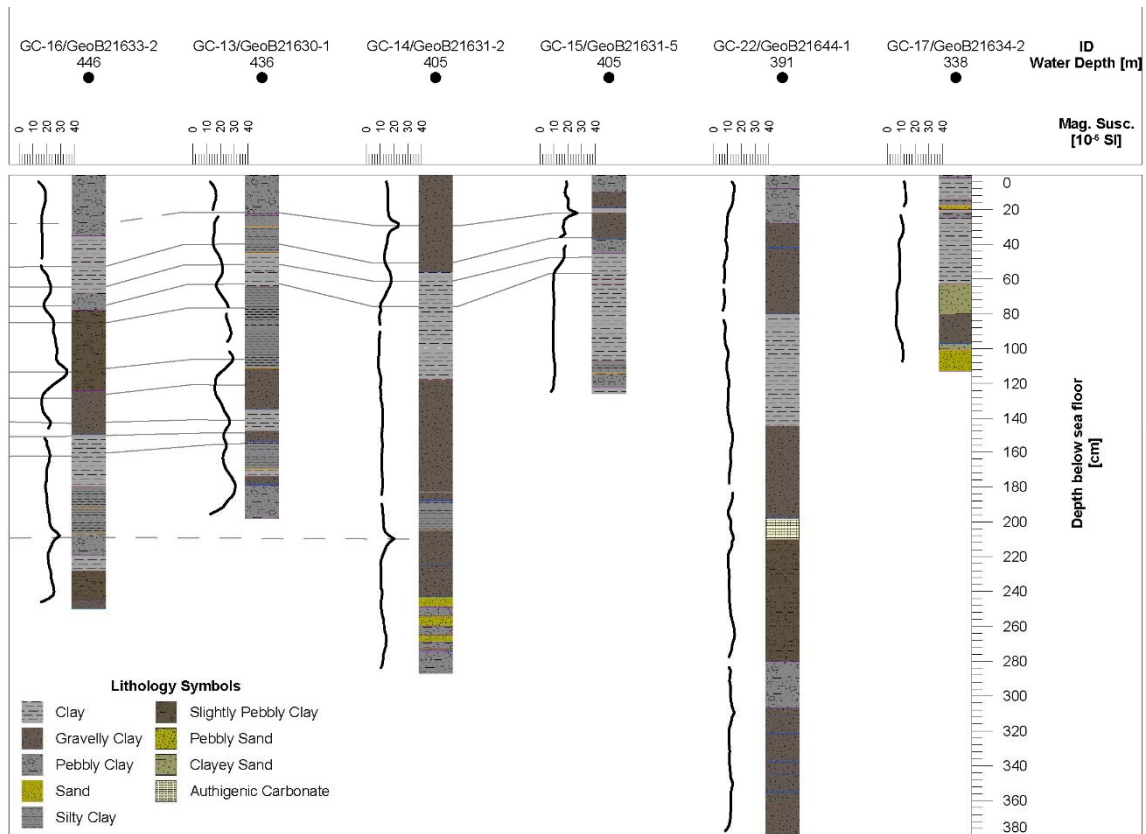 GC-16/GeoB21633-2 GC-13/GeoB21630-1 GC-14/GeoB21631-2 GC-15/GeoB21631-5 GC-22/GeoB21644-1 GC-17/GeoB21634-2 ID
446 436 405 405 391 338 Water Depth [m]
0 10 20 30 40 0 10 20 30 40 0 10 20 30 40 0 10 20 30 40 0 10 20 30 40 0 10 20 30 40 Mag. Susc.
[10⁻⁵ SI]
0
20
40
60
80
100
120
140
160
180
200
220
240
260
280
300
320
340
360
380
Depth below sea floor
[cm]
Lithology Symbols
Clay
Gravelly Clay
Pebbly Clay
Sand
Silty Clay
Slightly Pebbly Clay
Pebbly Sand
Clayey Sand
Authigenic Carbonate